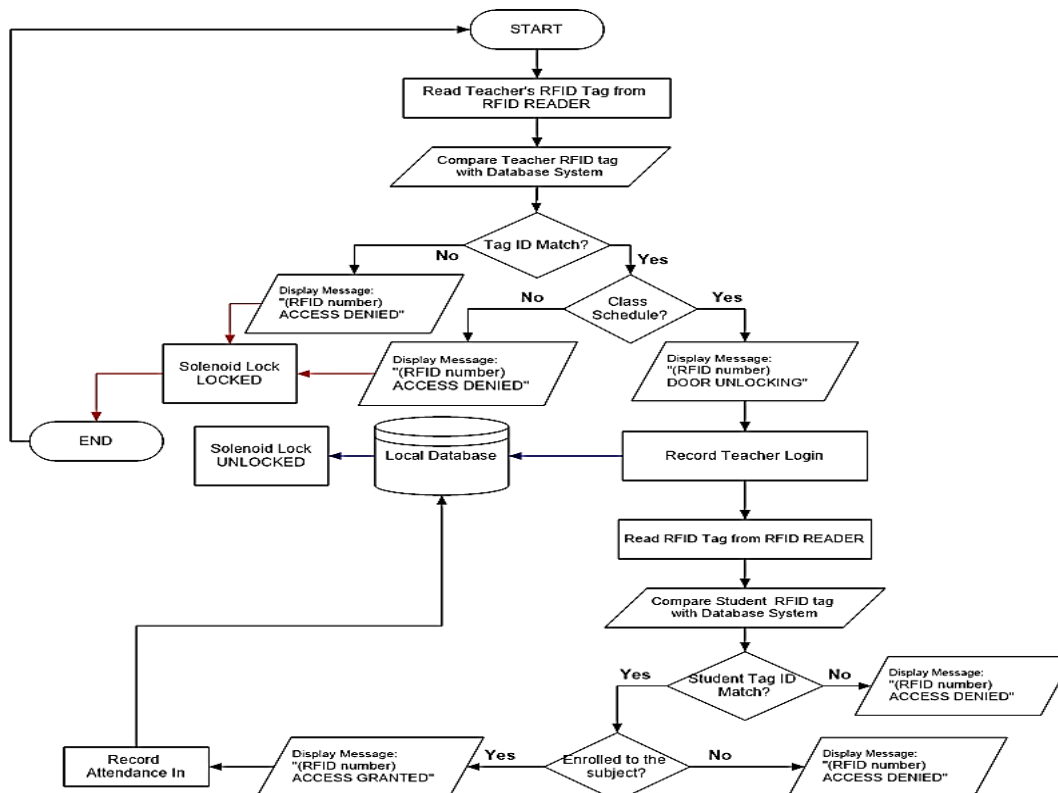 START
Read Teacher's RFID Tag from
RFID READER
Compare Teacher RFID tag
with Database System
Tag ID Match?
No
Yes
Display Message:
"(RFID number)
ACCESS DENIED"
No
Class
Schedule?
Yes
Solenoid Lock
LOCKED
Display Message:
"(RFID number)
ACCESS DENIED"
Display Message:
"(RFID number)
DOOR UNLOCKING"
END
Solenoid Lock
UNLOCKED
Local Database
Record Teacher Login
Read RFID Tag from RFID READER
Compare Student RFID tag
with Database System
Yes
Student Tag ID
Match?
No
Display Message:
"(RFID number)
ACCESS DENIED"
Record
Attendance In
Display Message:
"(RFID number)
ACCESS GRANTED"
Yes
Enrolled to the
subject?
No
Display Message:
"(RFID number)
ACCESS DENIED"